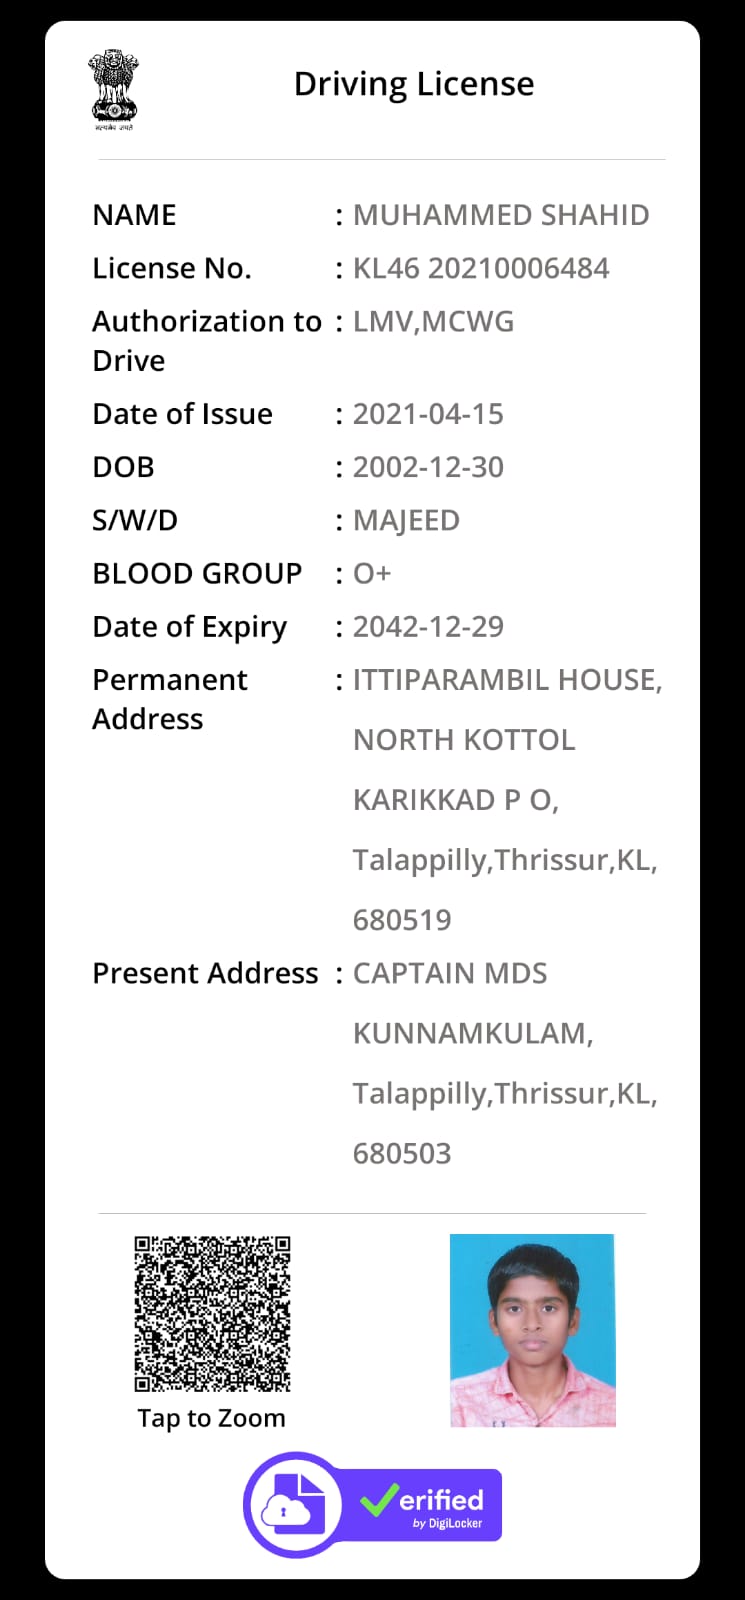 सत्यमेव जयते
Driving License
NAME : MUHAMMED SHAHID
License No. : KL46 20210006484
Authorization to : LMV,MCWG
Drive
Date of Issue : 2021-04-15
DOB : 2002-12-30
S/W/D : MAJEED
BLOOD GROUP : O+
Date of Expiry : 2042-12-29
Permanent : ITTIPARAMBIL HOUSE,
Address
NORTH KOTTOL
KARIKKAD P O,
Talappilly,Thrissur,KL,
680519
Present Address : CAPTAIN MDS
KUNNAMKULAM,
Talappilly,Thrissur,KL,
680503
Tap to Zoom
Verified
by DigiLocker